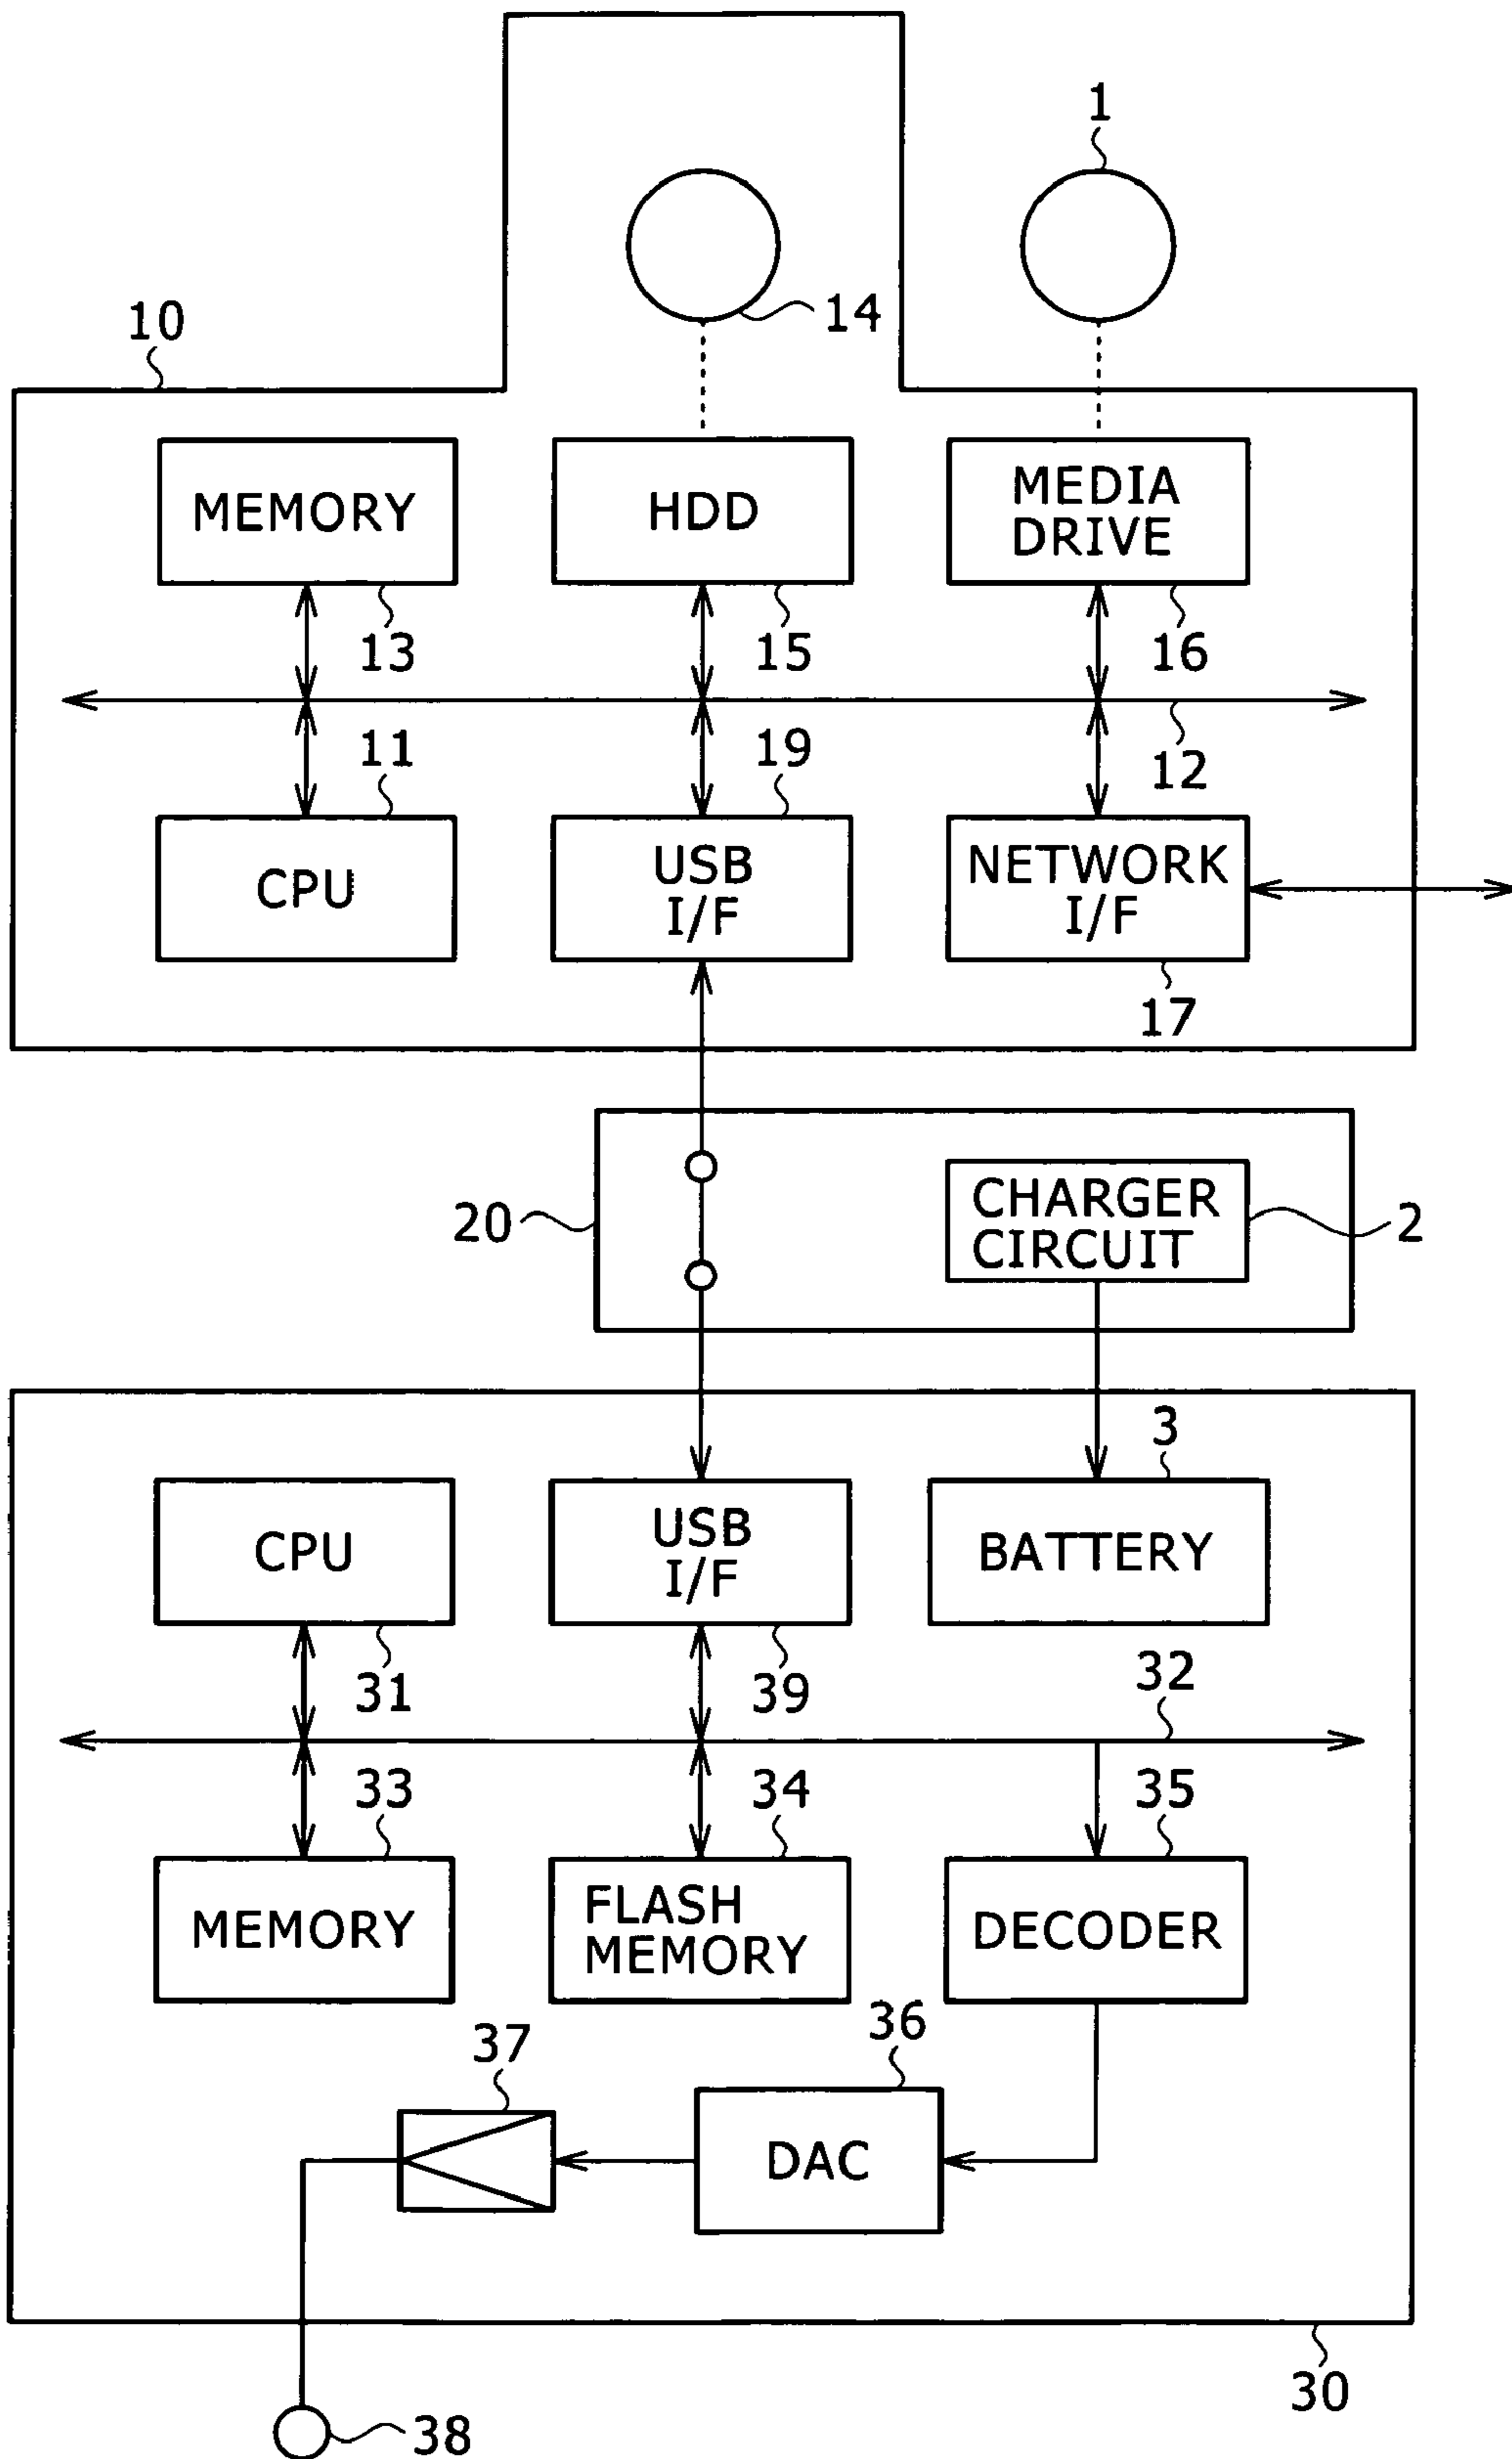 1
14
10
MEMORY
HDD
MEDIA
DRIVE
13
15
16
11
19
12
CPU
USB
I/F
NETWORK
I/F
17
20
CHARGER
CIRCUIT
2
3
CPU
USB
I/F
BATTERY
31
39
32
33
34
35
MEMORY
FLASH
MEMORY
DECODER
36
37
DAC
30
38